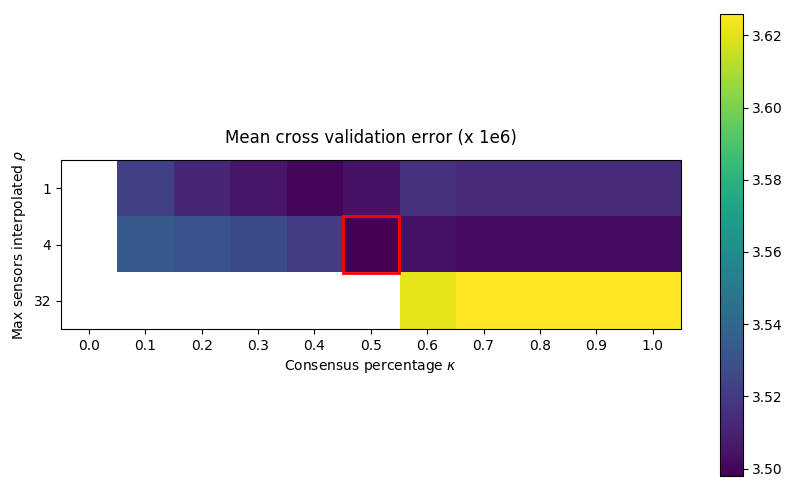 Mean cross validation error (x 1e6)
Max sensors interpolated ρ
1
4
32
0.0 0.1 0.2 0.3 0.4 0.5 0.6 0.7 0.8 0.9 1.0
Consensus percentage κ
3.62
3.60
3.58
3.56
3.54
3.52
3.50